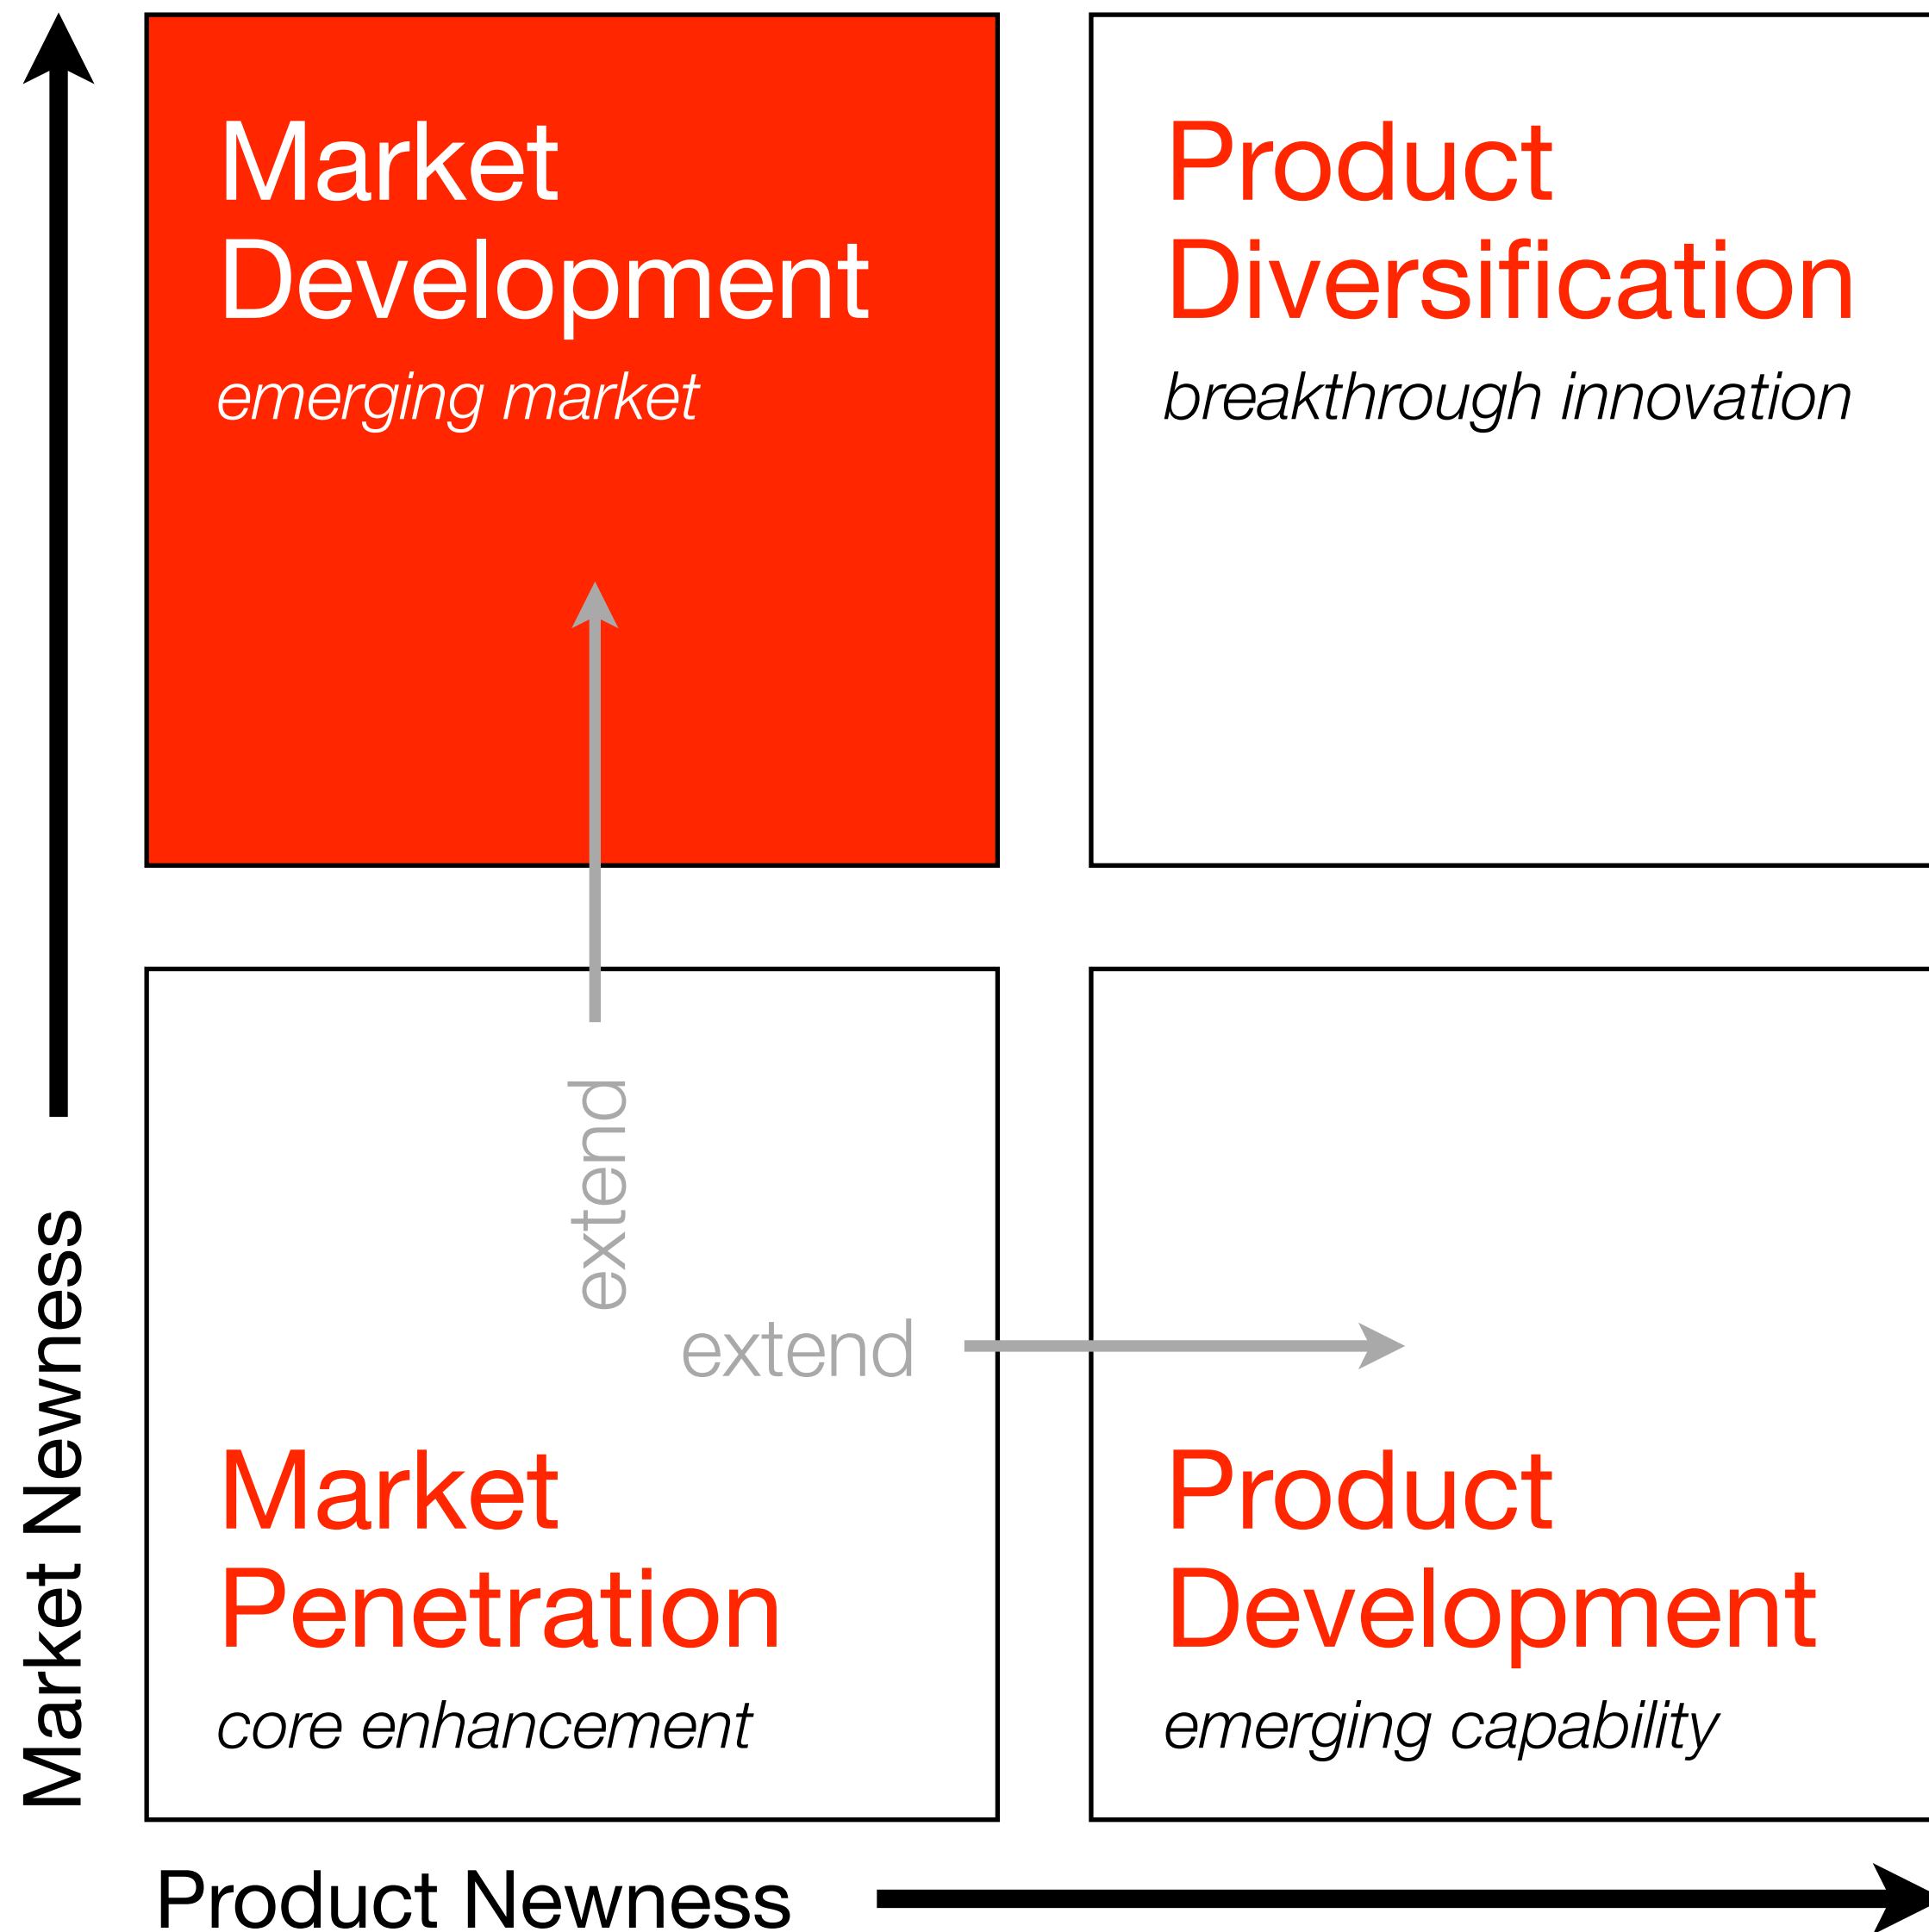 Market
Development
emerging market
Product
Diversification
breakthrough innovation
extend
extend
Market
Penetration
core enhancement
Product
Development
emerging capability
Market Newness
Product Newness